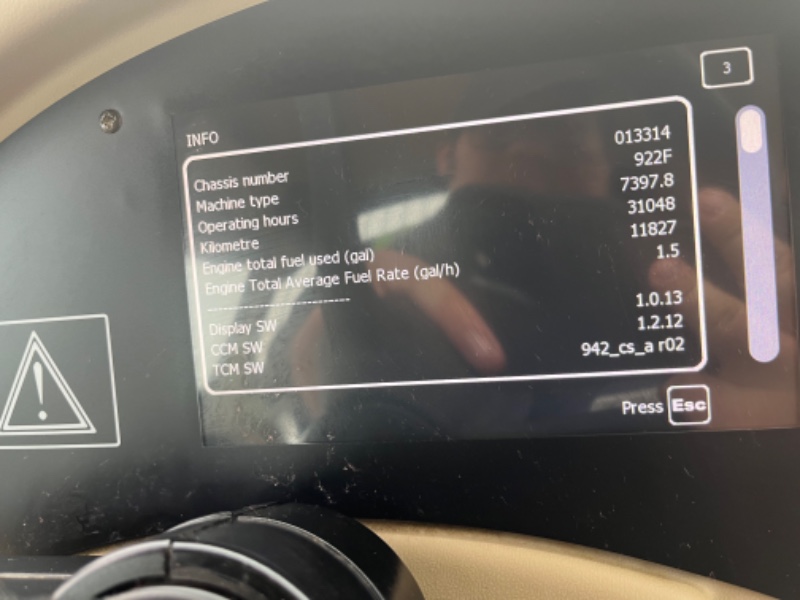 3
INFO
Chassis number 013314
Machine type 922F
Operating hours 7397.8
Kilometre 31048
Engine total fuel used (gal) 11827
Engine Total Average Fuel Rate (gal/h) 1.5
------------------------
Display SW 1.0.13
CCM SW 1.2.12
TCM SW 942_cs_a r02
Press Esc